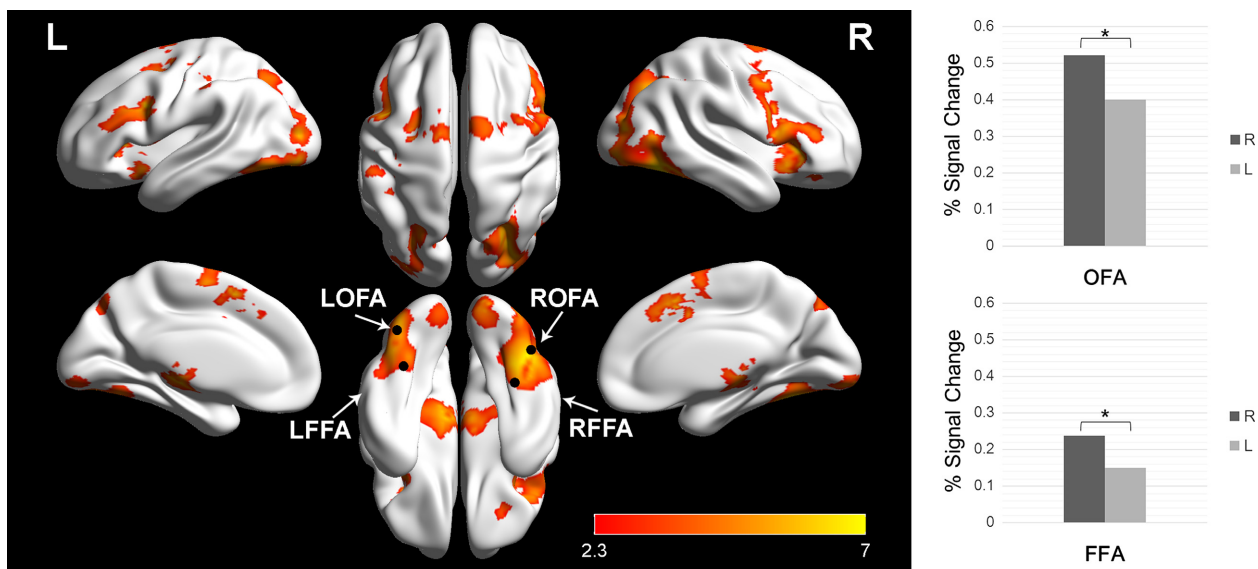 L
R
LOFA
ROFA
LFFA
RFFA
2.3
7
0.6
0.5
0.4
0.3
0.2
0.1
0
% Signal Change
*
R
L
OFA
0.6
0.5
0.4
0.3
0.2
0.1
0
% Signal Change
*
R
L
FFA